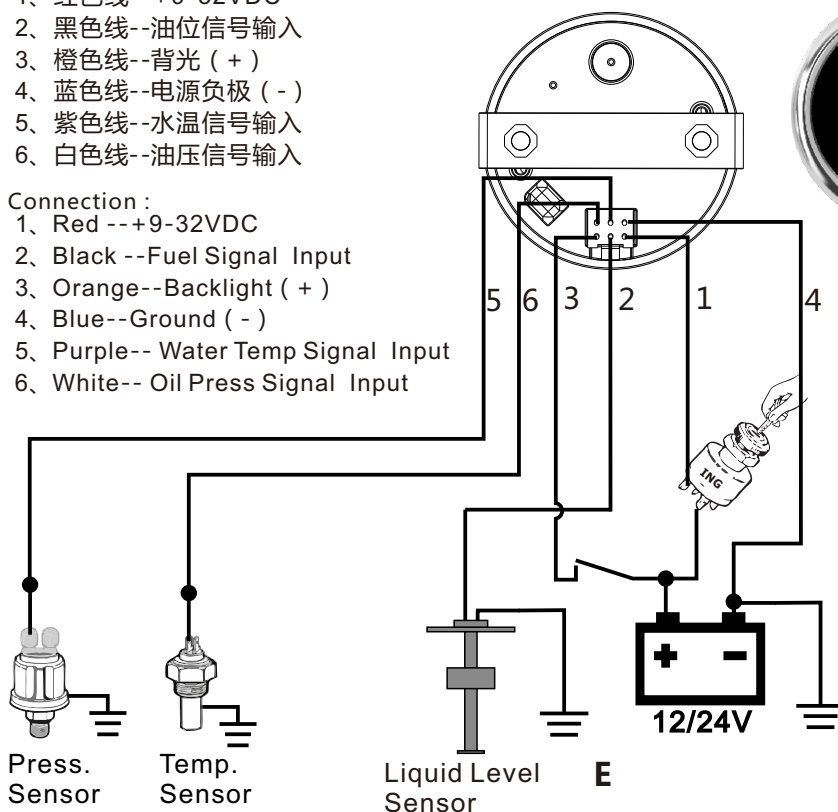 2、黑色线--油位信号输入
3、橙色线--背光 ( + )
4、蓝色线--电源负极 ( - )
5、紫色线--水温信号输入
6、白色线--油压信号输入
Connection :
1、Red --+9-32VDC
2、Black --Fuel Signal Input
3、Orange--Backlight ( + )
4、Blue--Ground ( - )
5、Purple-- Water Temp Signal Input
6、White-- Oil Press Signal Input
5 6 3 2 1 4
ING
+ -
12/24V
Press.
Sensor
Temp.
Sensor
Liquid Level
Sensor
E